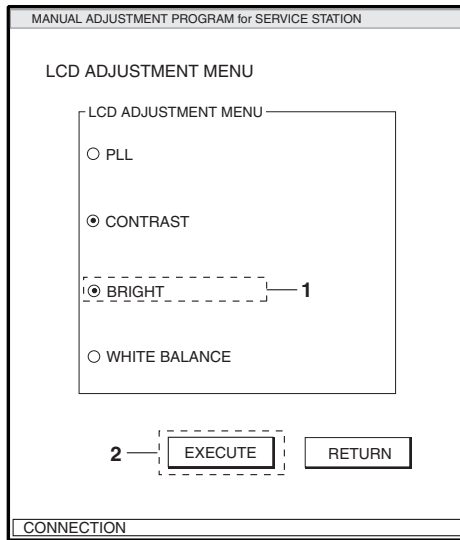 MANUAL ADJUSTMENT PROGRAM for SERVICE STATION
LCD ADJUSTMENT MENU
LCD ADJUSTMENT MENU
PLL
CONTRAST
BRIGHT
1
WHITE BALANCE
2
EXECUTE
RETURN
CONNECTION